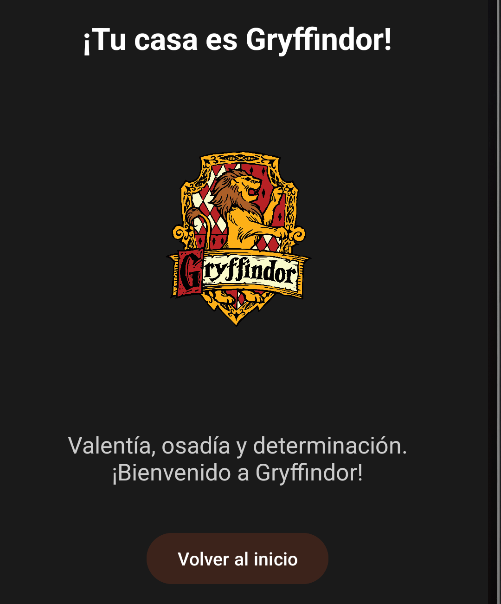 ¡Tu casa es Gryffindor!
Gryffindor
Valentía, osadía y determinación.
¡Bienvenido a Gryffindor!
Volver al inicio